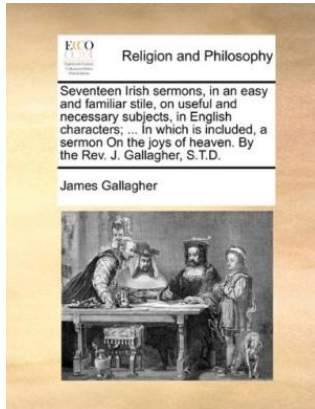 ECCO
Religion and Philosophy
Seventeen Irish sermons, in an easy
and familiar stile, on useful and
necessary subjects, in English
characters; ... In which is included, a
sermon On the joys of heaven. By
the Rev. J. Gallagher, S.T.D.
James Gallagher